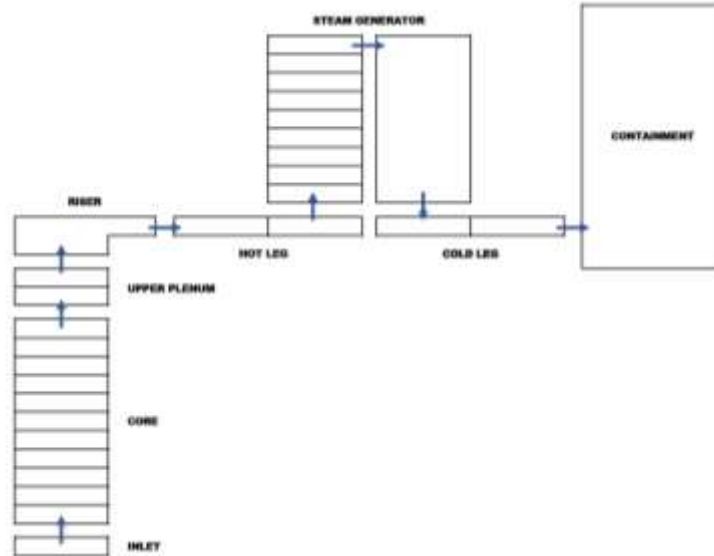 STEAM GENERATOR
CONTAINMENT
RISER
HOT LEG
COLD LEG
UPPER PLENUM
CORE
INLET